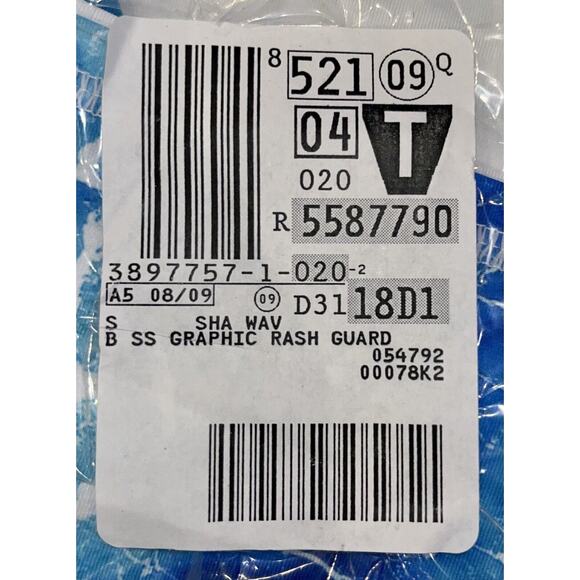 8 521 09 Q
04 T
020
R 5587790
3897757-1-020-2
A5 08/09 09 D31 18D1
S SHA WAV
B SS GRAPHIC RASH GUARD
054792
00078K2